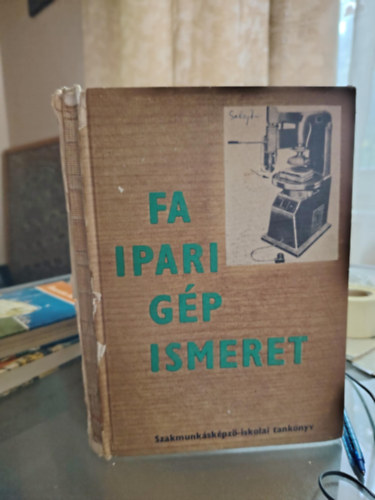 FA
IPARI
GÉP
ISMERET
Szakmunkásképző-iskolai tankönyv